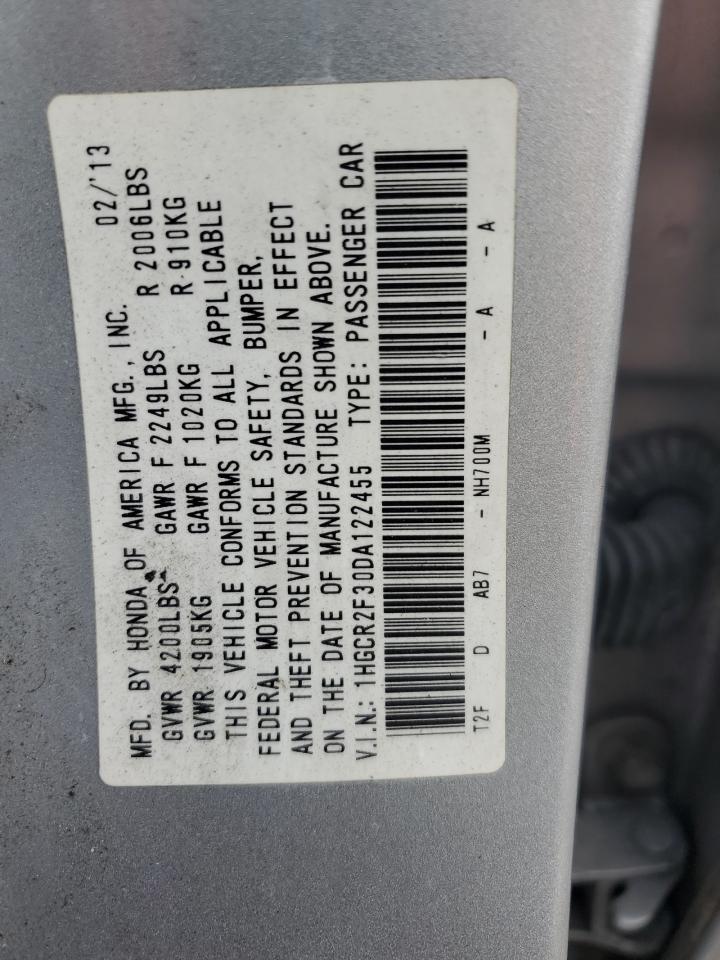 MFD. BY HONDA OF AMERICA MFG., INC. 02/'13
GVWR 4200LBS GAWR F 2249LBS R 2006LBS
GVWR 1905KG GAWR F 1020KG R 910KG
THIS VEHICLE CONFORMS TO ALL APPLICABLE
FEDERAL MOTOR VEHICLE SAFETY, BUMPER,
AND THEFT PREVENTION STANDARDS IN EFFECT
ON THE DATE OF MANUFACTURE SHOWN ABOVE.
V.I.N.: 1HGCR2F30DA122455 TYPE: PASSENGER CAR
T2F D AB7 - NH700M - A - A